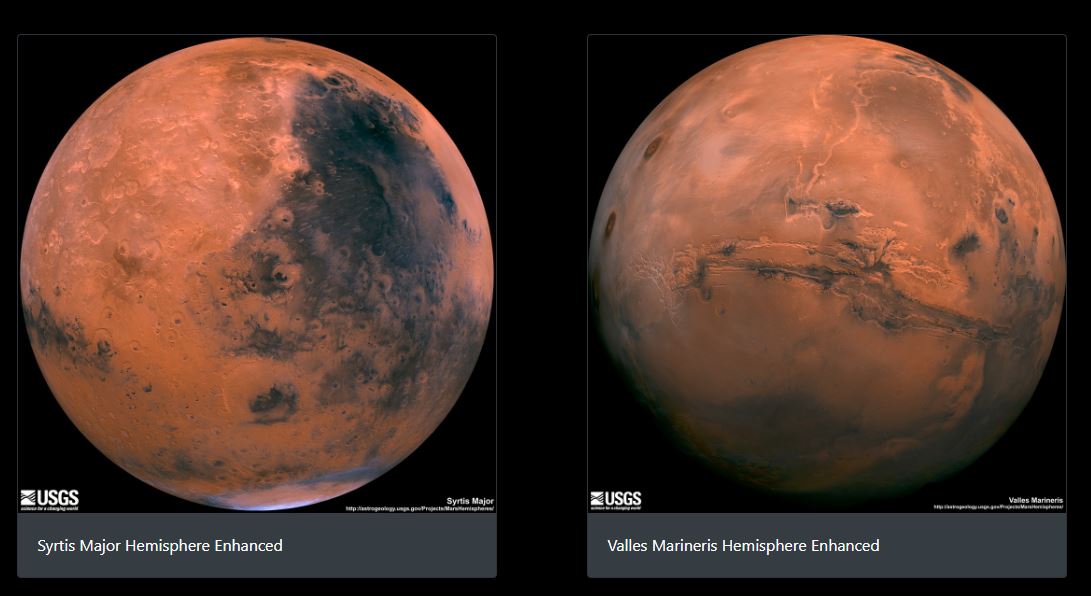 USGS
science for a changing world
Syrtis Major
http://astrogeology.usgs.gov/Projects/MarsHemispheres/
Syrtis Major Hemisphere Enhanced
USGS
science for a changing world
Valles Marineris
http://astrogeology.usgs.gov/Projects/MarsHemispheres/
Valles Marineris Hemisphere Enhanced